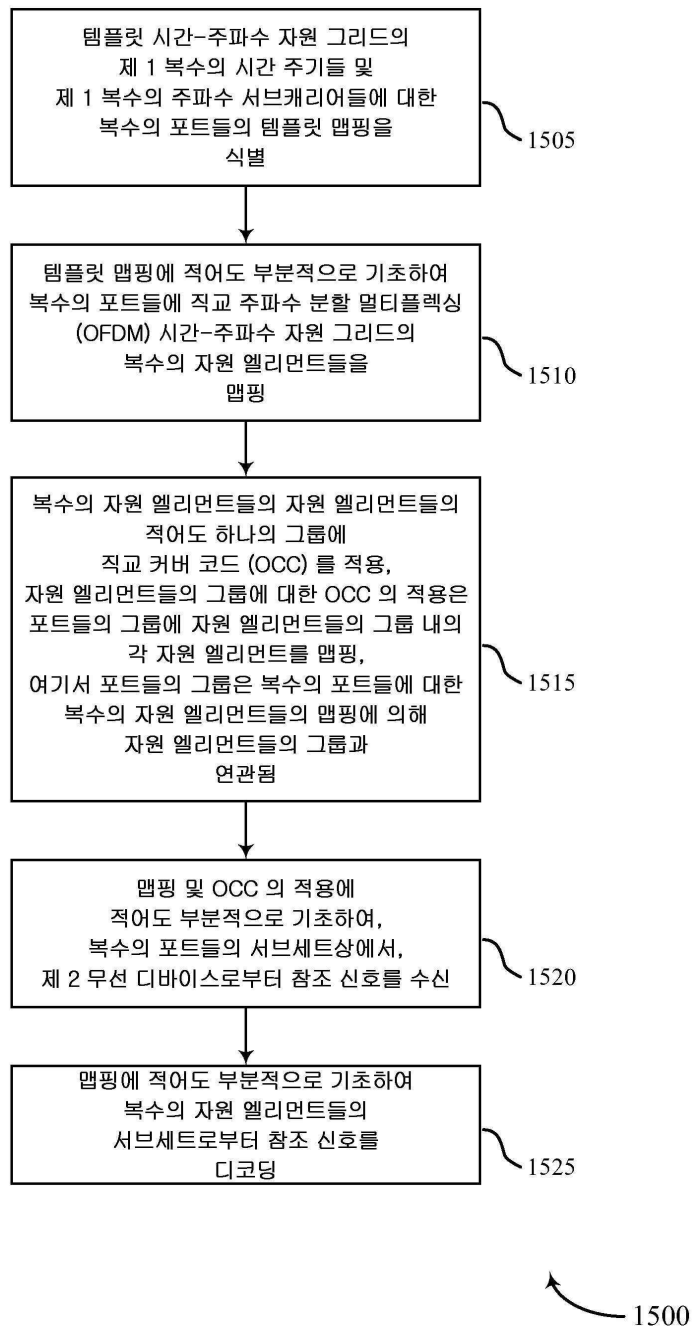 템플릿 시간-주파수 자원 그리드의
제 1 복수의 시간 주기들 및
제 1 복수의 주파수 서브캐리어들에 대한
복수의 포트들의 템플릿 맵핑을
식별
1505
템플릿 맵핑에 적어도 부분적으로 기초하여
복수의 포트들에 직교 주파수 분할 멀티플렉싱
(OFDM) 시간-주파수 자원 그리드의
복수의 자원 엘리먼트들을
맵핑
1510
복수의 자원 엘리먼트들의 자원 엘리먼트들의
적어도 하나의 그룹에
직교 커버 코드 (OCC) 를 적용,
자원 엘리먼트들의 그룹에 대한 OCC 의 적용은
포트들의 그룹에 자원 엘리먼트들의 그룹 내의
각 자원 엘리먼트를 맵핑,
여기서 포트들의 그룹은 복수의 포트들에 대한
복수의 자원 엘리먼트들의 맵핑에 의해
자원 엘리먼트들의 그룹과
연관됨
1515
맵핑 및 OCC 의 적용에
적어도 부분적으로 기초하여,
복수의 포트들의 서브세트상에서,
제 2 무선 디바이스로부터 참조 신호를 수신
1520
맵핑에 적어도 부분적으로 기초하여
복수의 자원 엘리먼트들의
서브세트로부터 참조 신호를
디코딩
1525
1500